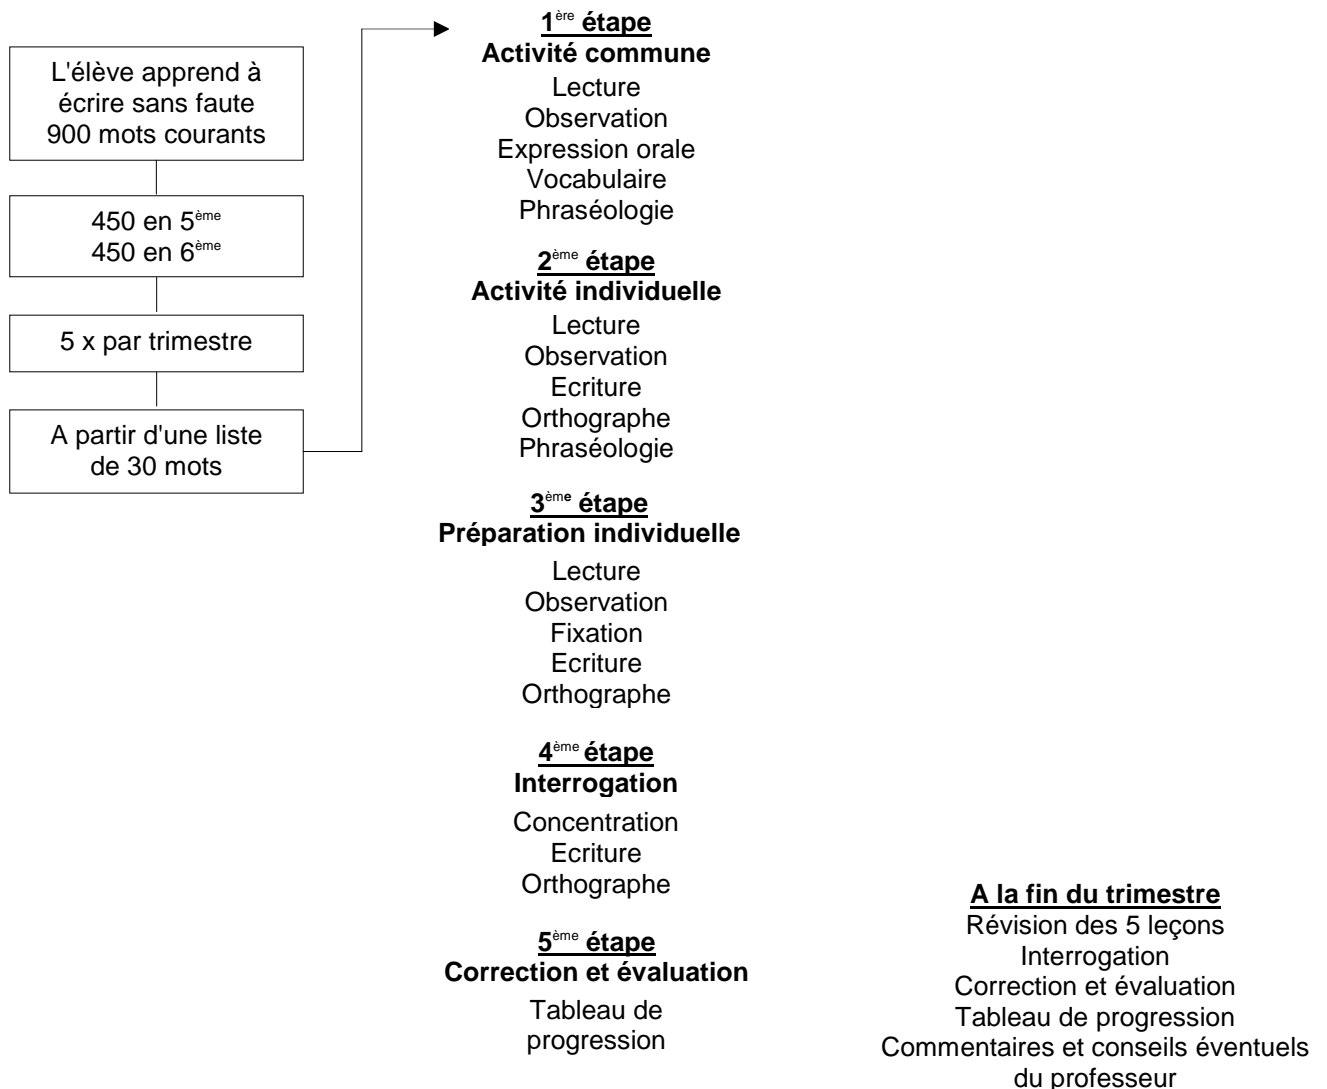 L'élève apprend à
écrire sans faute
900 mots courants
450 en 5ème
450 en 6ème
5 x par trimestre
A partir d'une liste
de 30 mots
1ère étape
Activité commune
Lecture
Observation
Expression orale
Vocabulaire
Phraséologie
2ème étape
Activité individuelle
Lecture
Observation
Ecriture
Orthographe
Phraséologie
3ème étape
Préparation individuelle
Lecture
Observation
Fixation
Ecriture
Orthographe
4ème étape
Interrogation
Concentration
Ecriture
Orthographe
5ème étape
Correction et évaluation
Tableau de
progression
A la fin du trimestre
Révision des 5 leçons
Interrogation
Correction et évaluation
Tableau de progression
Commentaires et conseils éventuels
du professeur